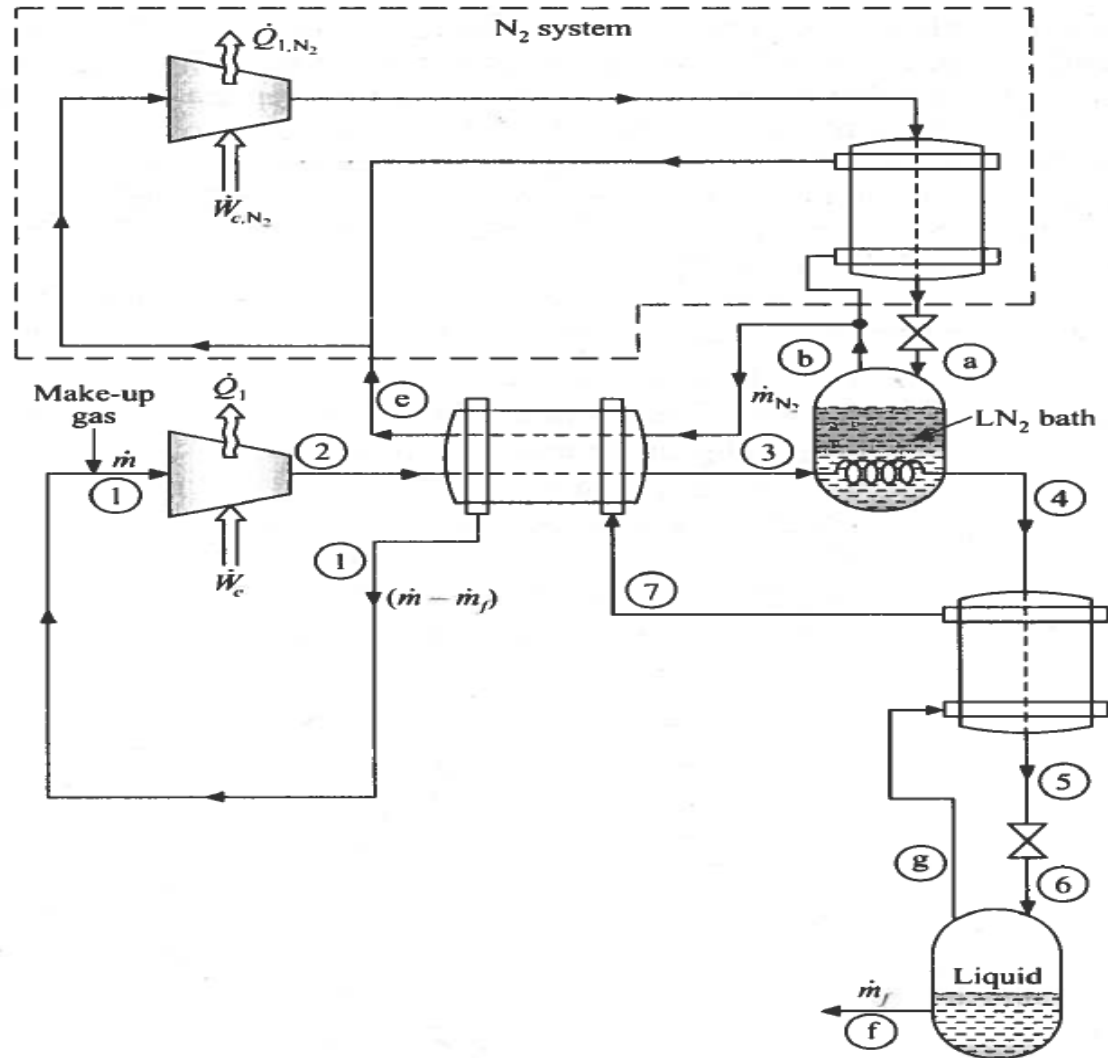 N₂ system
Q̇₁,N₂
Ẇc,N₂
b
a
ṁN₂
LN₂ bath
e
Make-up
gas
ṁ
1
Q̇₁
Ẇc
2
3
4
1
(ṁ − ṁf)
7
5
g
6
Liquid
ṁf
f